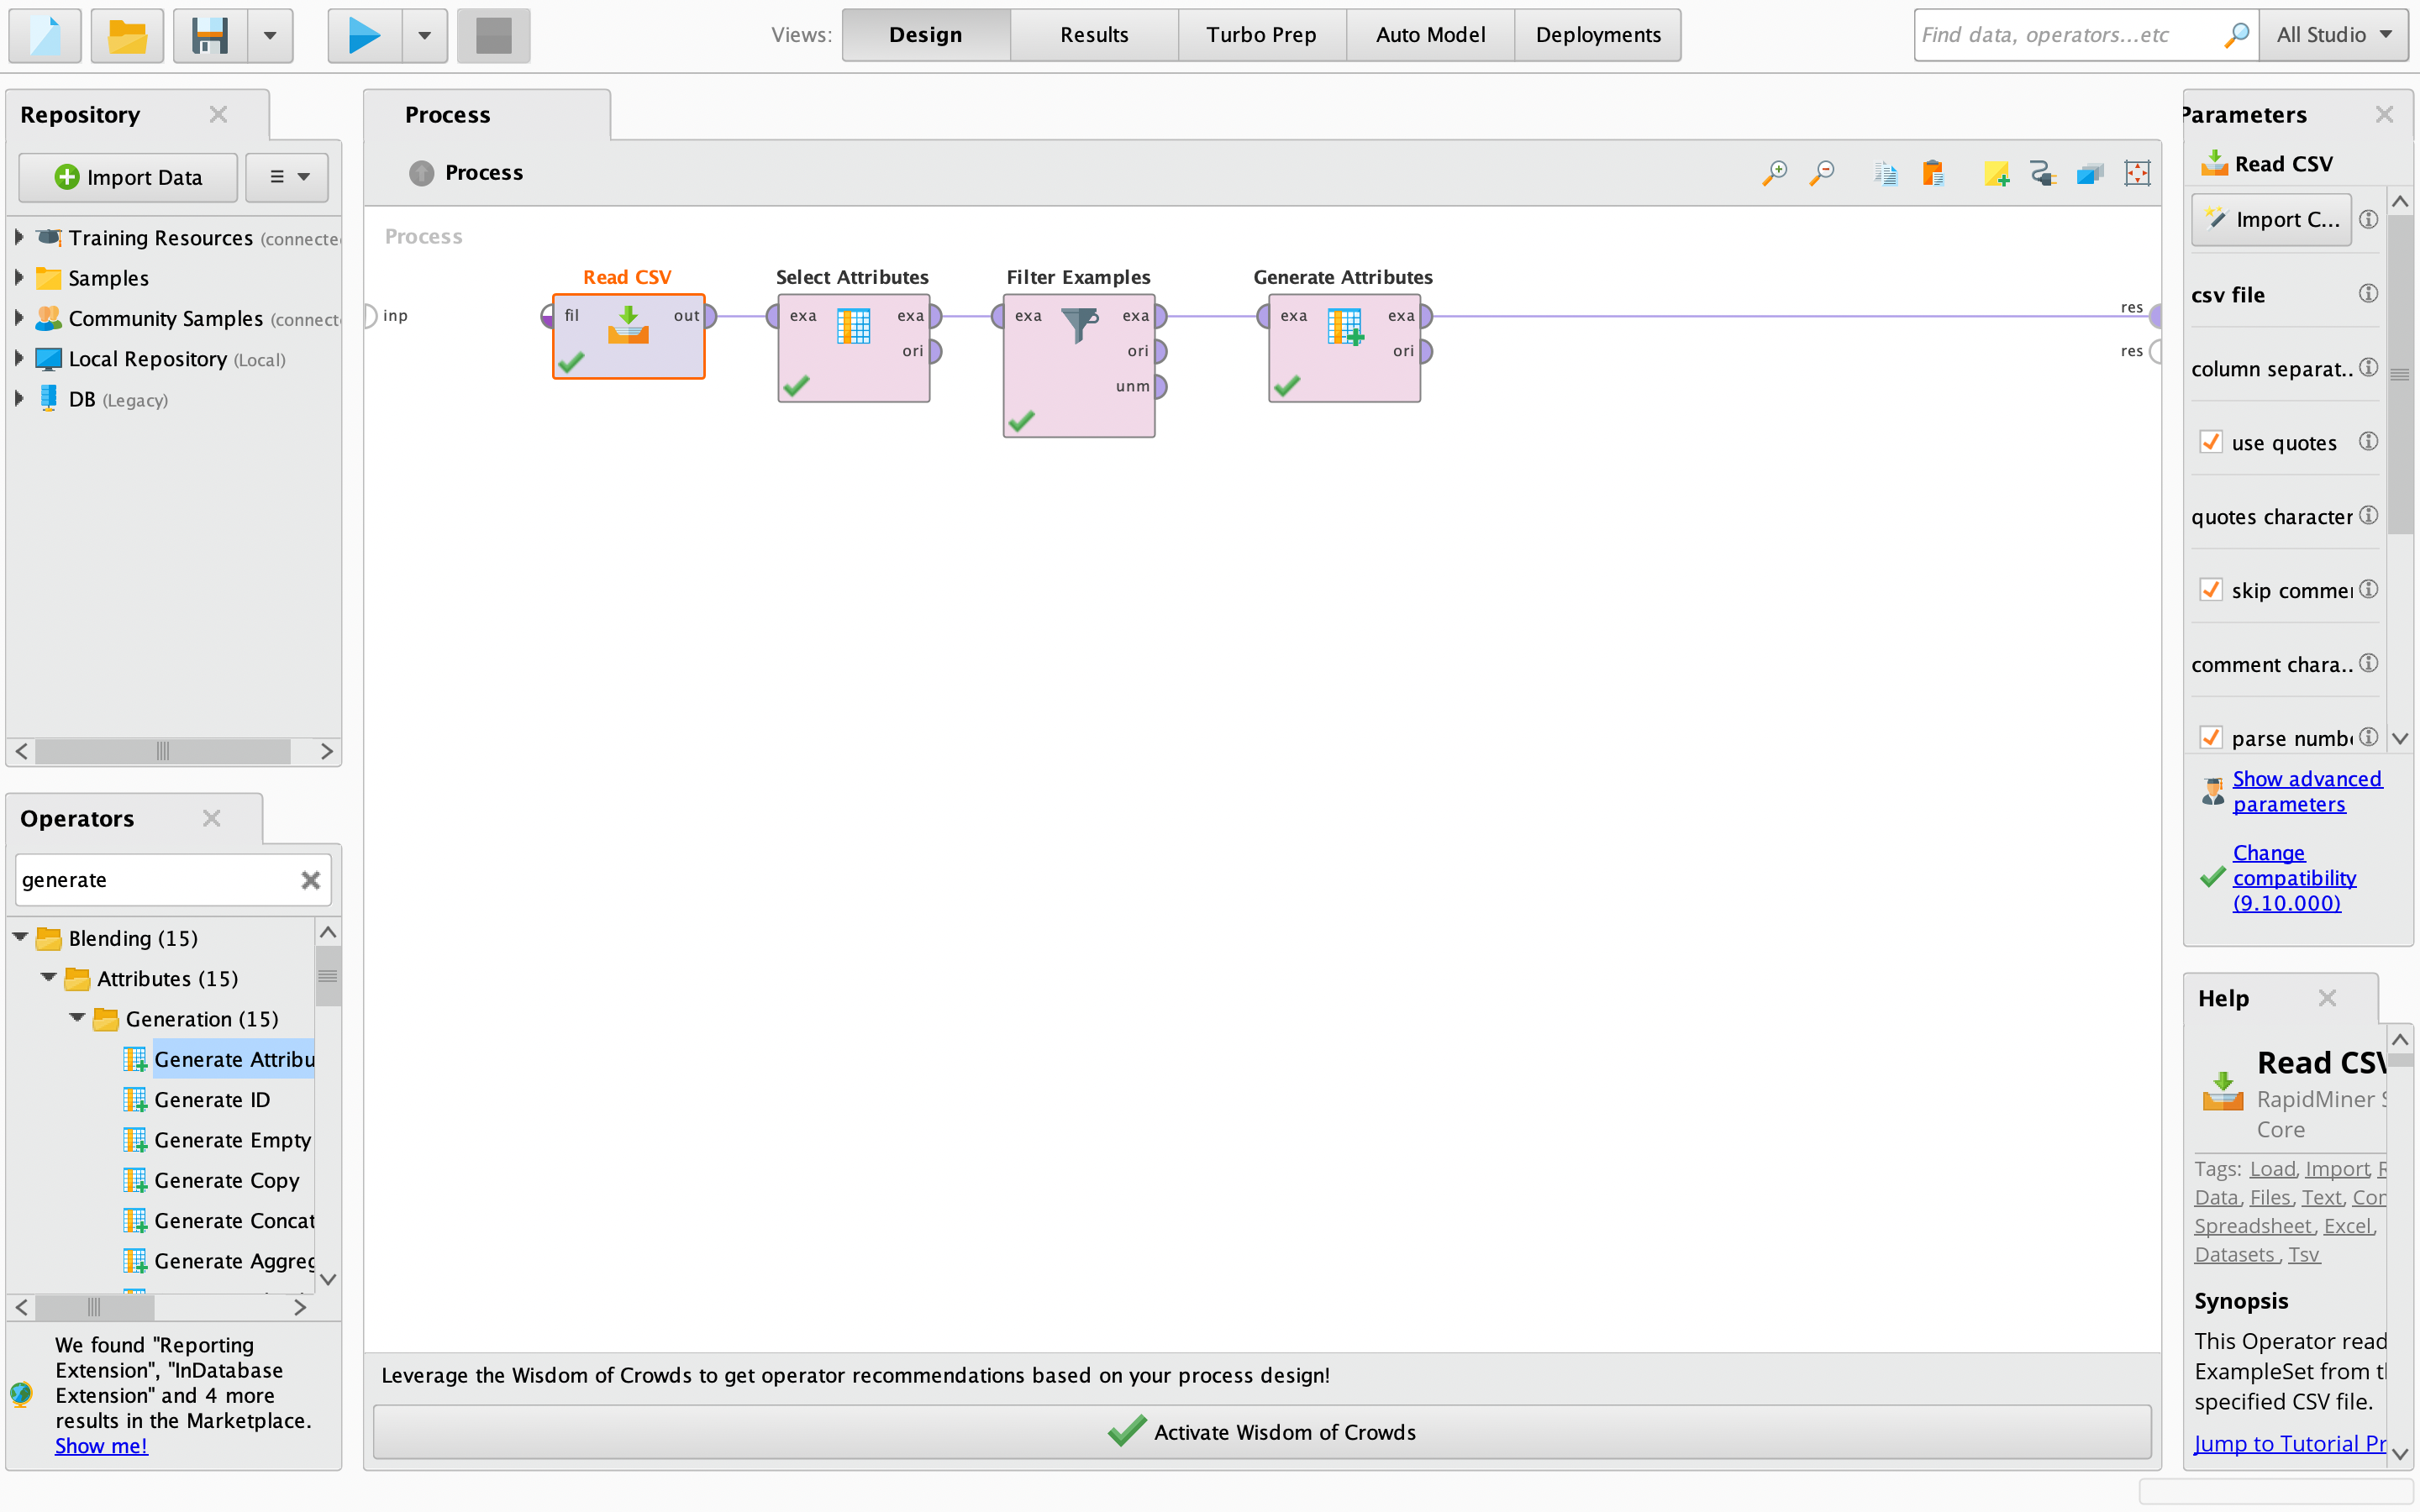 Views:
Design
Results
Turbo Prep
Auto Model
Deployments
Find data, operators...etc
All Studio
Repository
Import Data
Training Resources (connecte
Samples
Community Samples (connect
Local Repository (Local)
DB (Legacy)
Operators
generate
Blending (15)
Attributes (15)
Generation (15)
Generate Attribu
Generate ID
Generate Empty
Generate Copy
Generate Concat
Generate Aggreg
We found "Reporting
Extension", "InDatabase
Extension" and 4 more
results in the Marketplace.
Show me!
Process
Process
Process
inp
Read CSV
fil out
Select Attributes
exa exa
ori
Filter Examples
exa exa
ori
unm
Generate Attributes
exa exa
ori
res
res
Leverage the Wisdom of Crowds to get operator recommendations based on your process design!
Activate Wisdom of Crowds
Parameters
Read CSV
Import C...
csv file
column separat..
use quotes
quotes character
skip comme
comment chara..
parse numb
Show advanced
parameters
Change
compatibility
(9.10.000)
Help
Read CSV
RapidMiner S
Core
Tags: Load, Import, R
Data, Files, Text, Con
Spreadsheet, Excel,
Datasets, Tsv
Synopsis
This Operator read
ExampleSet from th
specified CSV file.
Jump to Tutorial Pr